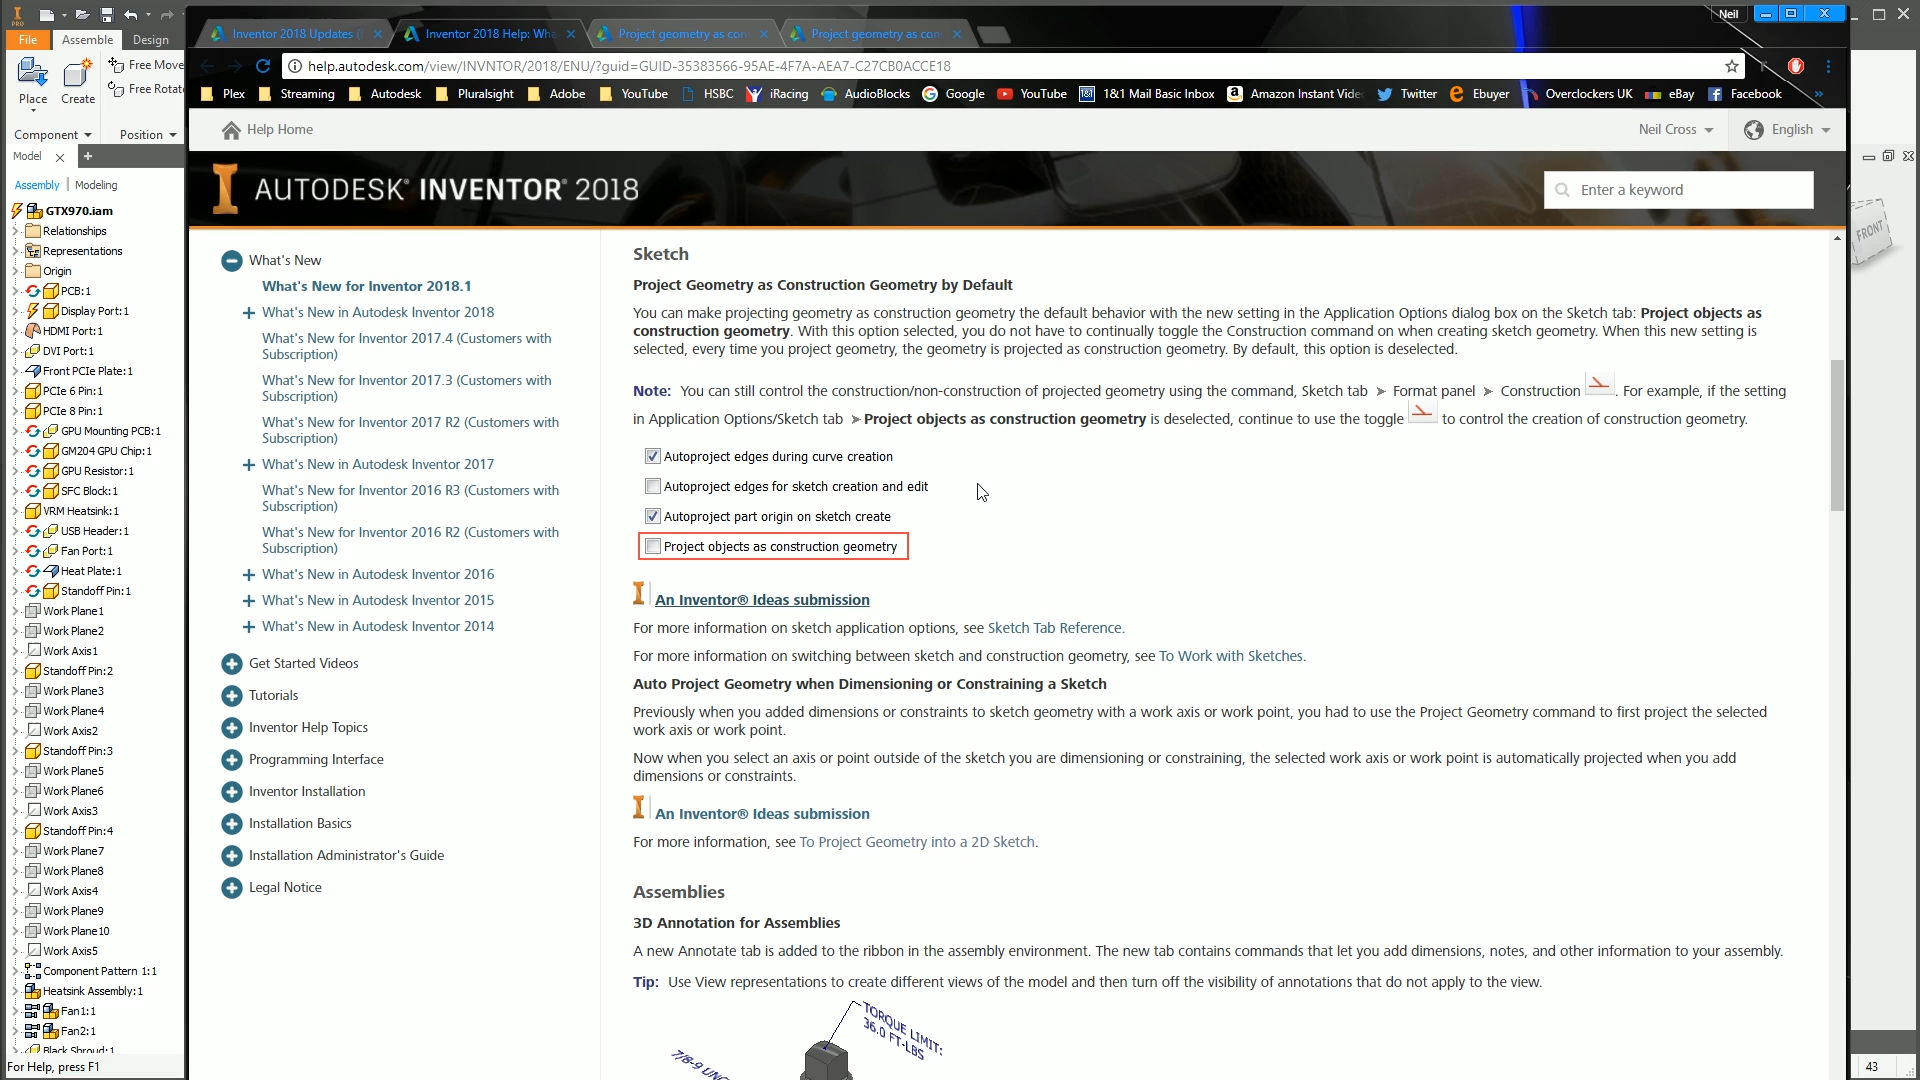 Neil
File
Assemble
Design
Inventor 2018 Updates (
Inventor 2018 Help: Wha
Project geometry as con
Project geometry as con
help.autodesk.com/view/INVNTOR/2018/ENU/?guid=GUID-35383566-95AE-4F7A-AEA7-C27CB0ACCE18
Place
Create
Free Move
Free Rotat
Component
Position
Plex
Streaming
Autodesk
Pluralsight
Adobe
YouTube
HSBC
iRacing
AudioBlocks
Google
YouTube
1&1 Mail Basic Inbox
Amazon Instant Vide
Twitter
Ebuyer
Overclockers UK
eBay
Facebook
Help Home
Neil Cross
English
AUTODESK® INVENTOR® 2018
Enter a keyword
Model
Assembly
Modeling
GTX970.iam
Relationships
Representations
Origin
PCB:1
Display Port:1
HDMI Port:1
DVI Port:1
Front PCIe Plate:1
PCIe 6 Pin:1
PCIe 8 Pin:1
GPU Mounting PCB:1
GM204 GPU Chip:1
GPU Resistor:1
SFC Block:1
VRM Heatsink:1
USB Header:1
Fan Port:1
Heat Plate:1
Standoff Pin:1
Work Plane1
Work Plane2
Work Axis1
Standoff Pin:2
Work Plane3
Work Plane4
Work Axis2
Standoff Pin:3
Work Plane5
Work Plane6
Work Axis3
Standoff Pin:4
Work Plane7
Work Plane8
Work Axis4
Work Plane9
Work Plane10
Work Axis5
Component Pattern 1:1
Heatsink Assembly:1
Fan1:1
Fan2:1
Black Shroud:1
For Help, press F1
What's New
What's New for Inventor 2018.1
What's New in Autodesk Inventor 2018
What's New for Inventor 2017.4 (Customers with
Subscription)
What's New for Inventor 2017.3 (Customers with
Subscription)
What's New for Inventor 2017 R2 (Customers with
Subscription)
What's New in Autodesk Inventor 2017
What's New for Inventor 2016 R3 (Customers with
Subscription)
What's New for Inventor 2016 R2 (Customers with
Subscription)
What's New in Autodesk Inventor 2016
What's New in Autodesk Inventor 2015
What's New in Autodesk Inventor 2014
Get Started Videos
Tutorials
Inventor Help Topics
Programming Interface
Inventor Installation
Installation Basics
Installation Administrator's Guide
Legal Notice
Sketch
Project Geometry as Construction Geometry by Default
You can make projecting geometry as construction geometry the default behavior with the new setting in the Application Options dialog box on the Sketch tab: Project objects as
construction geometry. With this option selected, you do not have to continually toggle the Construction command on when creating sketch geometry. When this new setting is
selected, every time you project geometry, the geometry is projected as construction geometry. By default, this option is deselected.
Note: You can still control the construction/non-construction of projected geometry using the command, Sketch tab ➤ Format panel ➤ Construction . For example, if the setting
in Application Options/Sketch tab ➤ Project objects as construction geometry is deselected, continue to use the toggle to control the creation of construction geometry.
Autoproject edges during curve creation
Autoproject edges for sketch creation and edit
Autoproject part origin on sketch create
Project objects as construction geometry
An Inventor® Ideas submission
For more information on sketch application options, see Sketch Tab Reference.
For more information on switching between sketch and construction geometry, see To Work with Sketches.
Auto Project Geometry when Dimensioning or Constraining a Sketch
Previously when you added dimensions or constraints to sketch geometry with a work axis or work point, you had to use the Project Geometry command to first project the selected
work axis or work point.
Now when you select an axis or point outside of the sketch you are dimensioning or constraining, the selected work axis or work point is automatically projected when you add
dimensions or constraints.
An Inventor® Ideas submission
For more information, see To Project Geometry into a 2D Sketch.
Assemblies
3D Annotation for Assemblies
A new Annotate tab is added to the ribbon in the assembly environment. The new tab contains commands that let you add dimensions, notes, and other information to your assembly.
Tip: Use View representations to create different views of the model and then turn off the visibility of annotations that do not apply to the view.
TORQUE LIMIT:
36.0 FT-LBS
7/8-9 UNC
FRONT
43